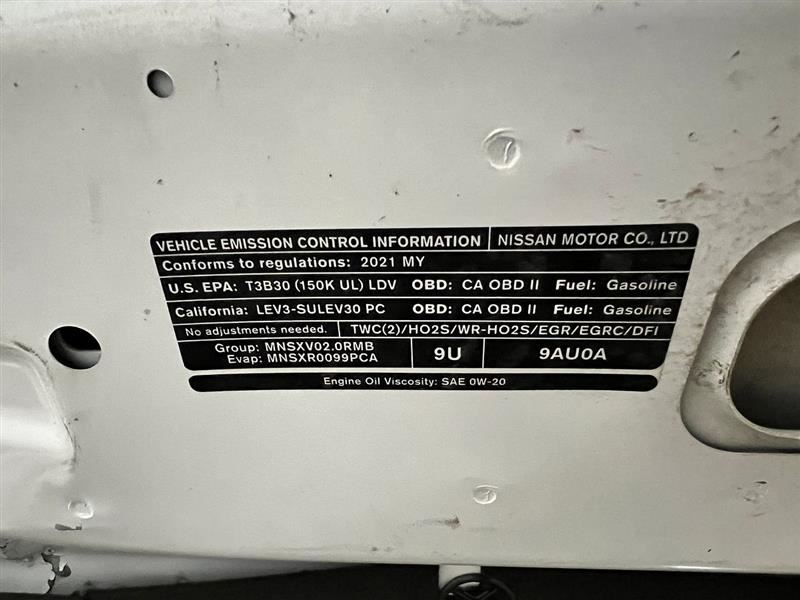 VEHICLE EMISSION CONTROL INFORMATION NISSAN MOTOR CO., LTD
Conforms to regulations: 2021 MY
U.S. EPA: T3B30 (150K UL) LDV OBD: CA OBD II Fuel: Gasoline
California: LEV3-SULEV30 PC OBD: CA OBD II Fuel: Gasoline
No adjustments needed. TWC(2)/HO2S/WR-HO2S/EGR/EGRC/DFI
Group: MNSXV02.0RMB
Evap: MNSXR0099PCA
9U 9AU0A
Engine Oil Viscosity: SAE 0W-20